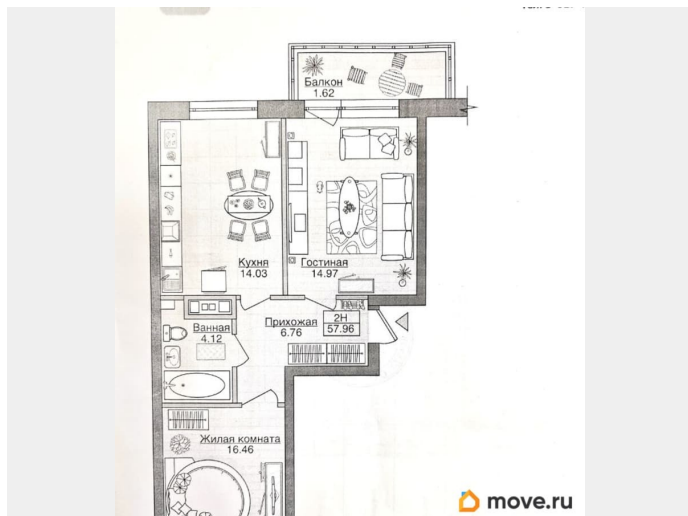 Балкон
1.62
Кухня
14.03
Гостиная
14.97
Прихожая
6.76
2Н
57.96
Ванная
4.12
Жилая комната
16.46
move.ru